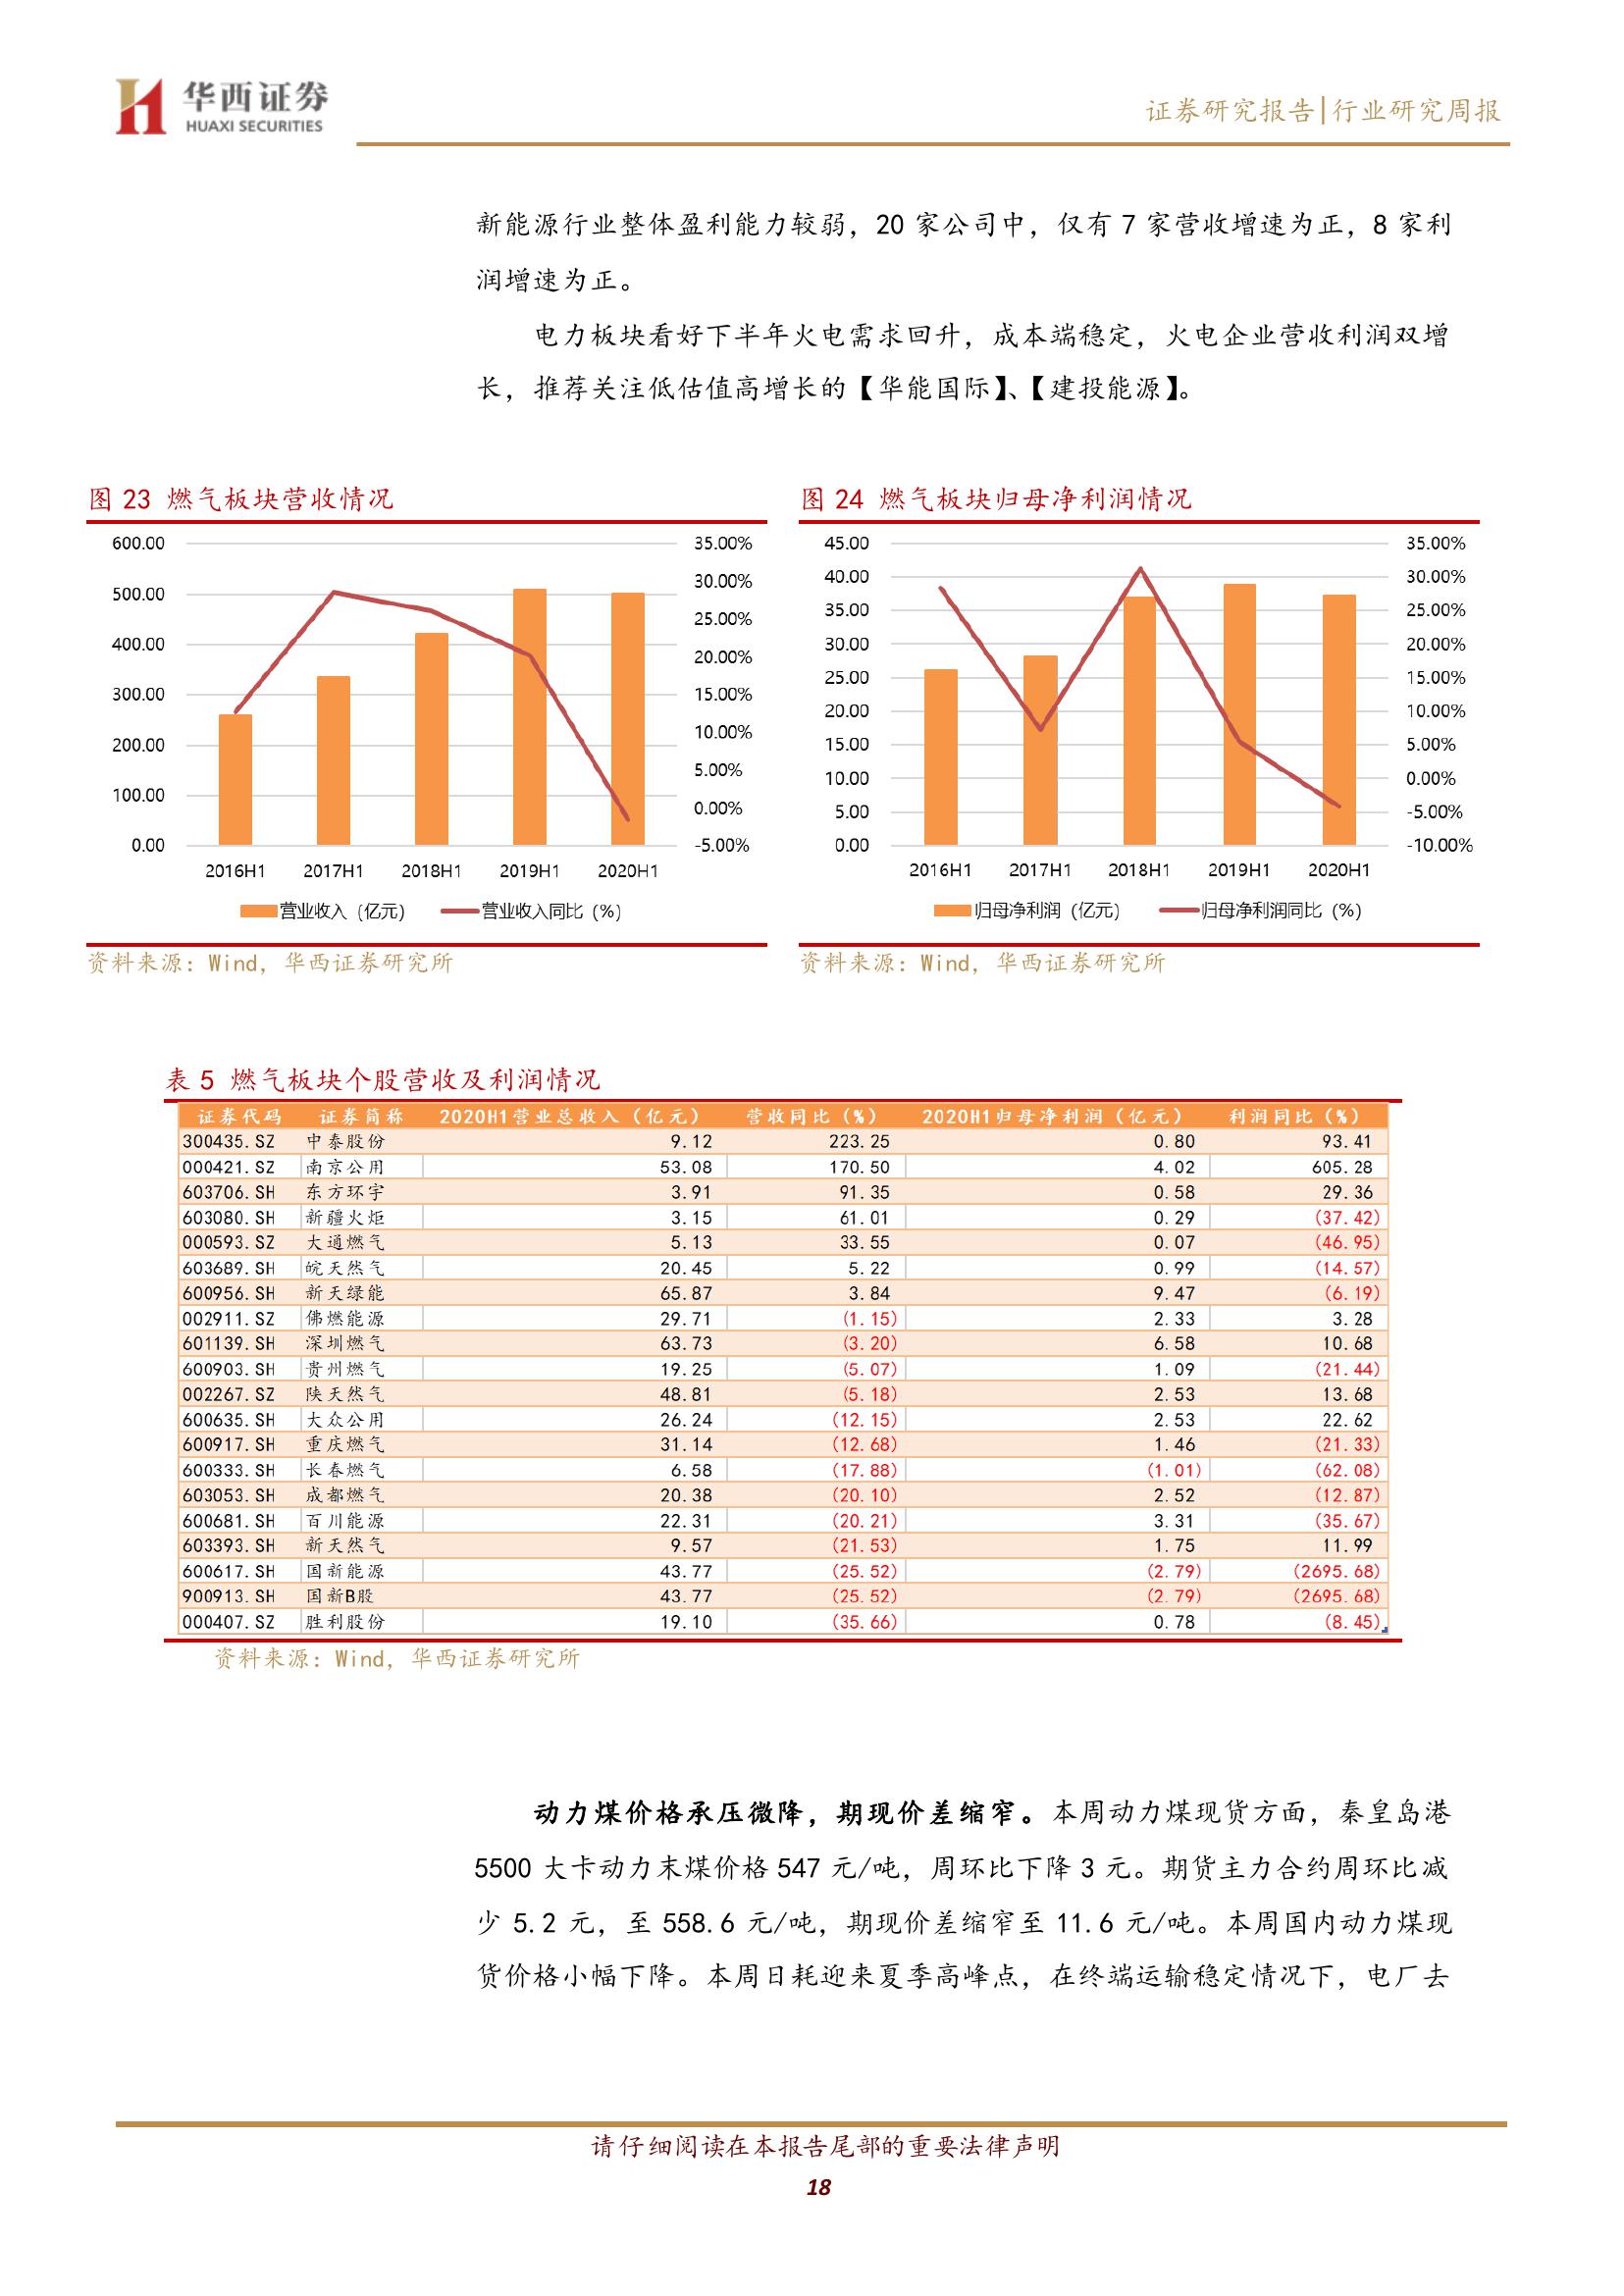 华西证券
HUAXI SECURITIES
证券研究报告|行业研究周报
新能源行业整体盈利能力较弱，20 家公司中，仅有 7 家营收增速为正，8 家利
润增速为正。
电力板块看好下半年火电需求回升，成本端稳定，火电企业营收利润双增
长，推荐关注低估值高增长的【华能国际】、【建投能源】。
图 23 燃气板块营收情况
600.00
500.00
400.00
300.00
200.00
100.00
0.00
35.00%
30.00%
25.00%
20.00%
15.00%
10.00%
5.00%
0.00%
-5.00%
2016H1 2017H1 2018H1 2019H1 2020H1
营业收入（亿元） 营业收入同比（%）
资料来源：Wind，华西证券研究所
图 24 燃气板块归母净利润情况
45.00
40.00
35.00
30.00
25.00
20.00
15.00
10.00
5.00
0.00
35.00%
30.00%
25.00%
20.00%
15.00%
10.00%
5.00%
0.00%
-5.00%
-10.00%
2016H1 2017H1 2018H1 2019H1 2020H1
归母净利润（亿元） 归母净利润同比（%）
资料来源：Wind，华西证券研究所
表 5 燃气板块个股营收及利润情况
证券代码 证券简称 2020H1营业总收入（亿元） 营收同比（%） 2020H1归母净利润（亿元） 利润同比（%）
300435.SZ 中泰股份 9.12 223.25 0.80 93.41
000421.SZ 南京公用 53.08 170.50 4.02 605.28
603706.SH 东方环宇 3.91 91.35 0.58 29.36
603080.SH 新疆火炬 3.15 61.01 0.29 (37.42)
000593.SZ 大通燃气 5.13 33.55 0.07 (46.95)
603689.SH 皖天然气 20.45 5.22 0.99 (14.57)
600956.SH 新天绿能 65.87 3.84 9.47 (6.19)
002911.SZ 佛燃能源 29.71 (1.15) 2.33 3.28
601139.SH 深圳燃气 63.73 (3.20) 6.58 10.68
600903.SH 贵州燃气 19.25 (5.07) 1.09 (21.44)
002267.SZ 陕天然气 48.81 (5.18) 2.53 13.68
600635.SH 大众公用 26.24 (12.15) 2.53 22.62
600917.SH 重庆燃气 31.14 (12.68) 1.46 (21.33)
600333.SH 长春燃气 6.58 (17.88) (1.01) (62.08)
603053.SH 成都燃气 20.38 (20.10) 2.52 (12.87)
600681.SH 百川能源 22.31 (20.21) 3.31 (35.67)
603393.SH 新天然气 9.57 (21.53) 1.75 11.99
600617.SH 国新能源 43.77 (25.52) (2.79) (2695.68)
900913.SH 国新B股 43.77 (25.52) (2.79) (2695.68)
000407.SZ 胜利股份 19.10 (35.66) 0.78 (8.45)
资料来源：Wind，华西证券研究所
动力煤价格承压微降，期现价差缩窄。本周动力煤现货方面，秦皇岛港
5500 大卡动力末煤价格 547 元/吨，周环比下降 3 元。期货主力合约周环比减
少 5.2 元，至 558.6 元/吨，期现价差缩窄至 11.6 元/吨。本周国内动力煤现
货价格小幅下降。本周日耗迎来夏季高峰点，在终端运输稳定情况下，电厂去
请仔细阅读在本报告尾部的重要法律声明
18